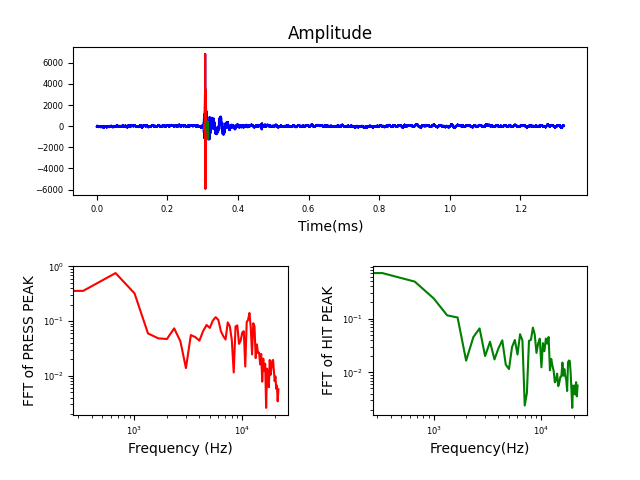 Amplitude
6000
4000
2000
0
−2000
−4000
−6000
0.0 0.2 0.4 0.6 0.8 1.0 1.2
Time(ms)
FFT of PRESS PEAK
10⁰
10⁻¹
10⁻²
10³ 10⁴
Frequency (Hz)
FFT of HIT PEAK
10⁻¹
10⁻²
10³ 10⁴
Frequency(Hz)